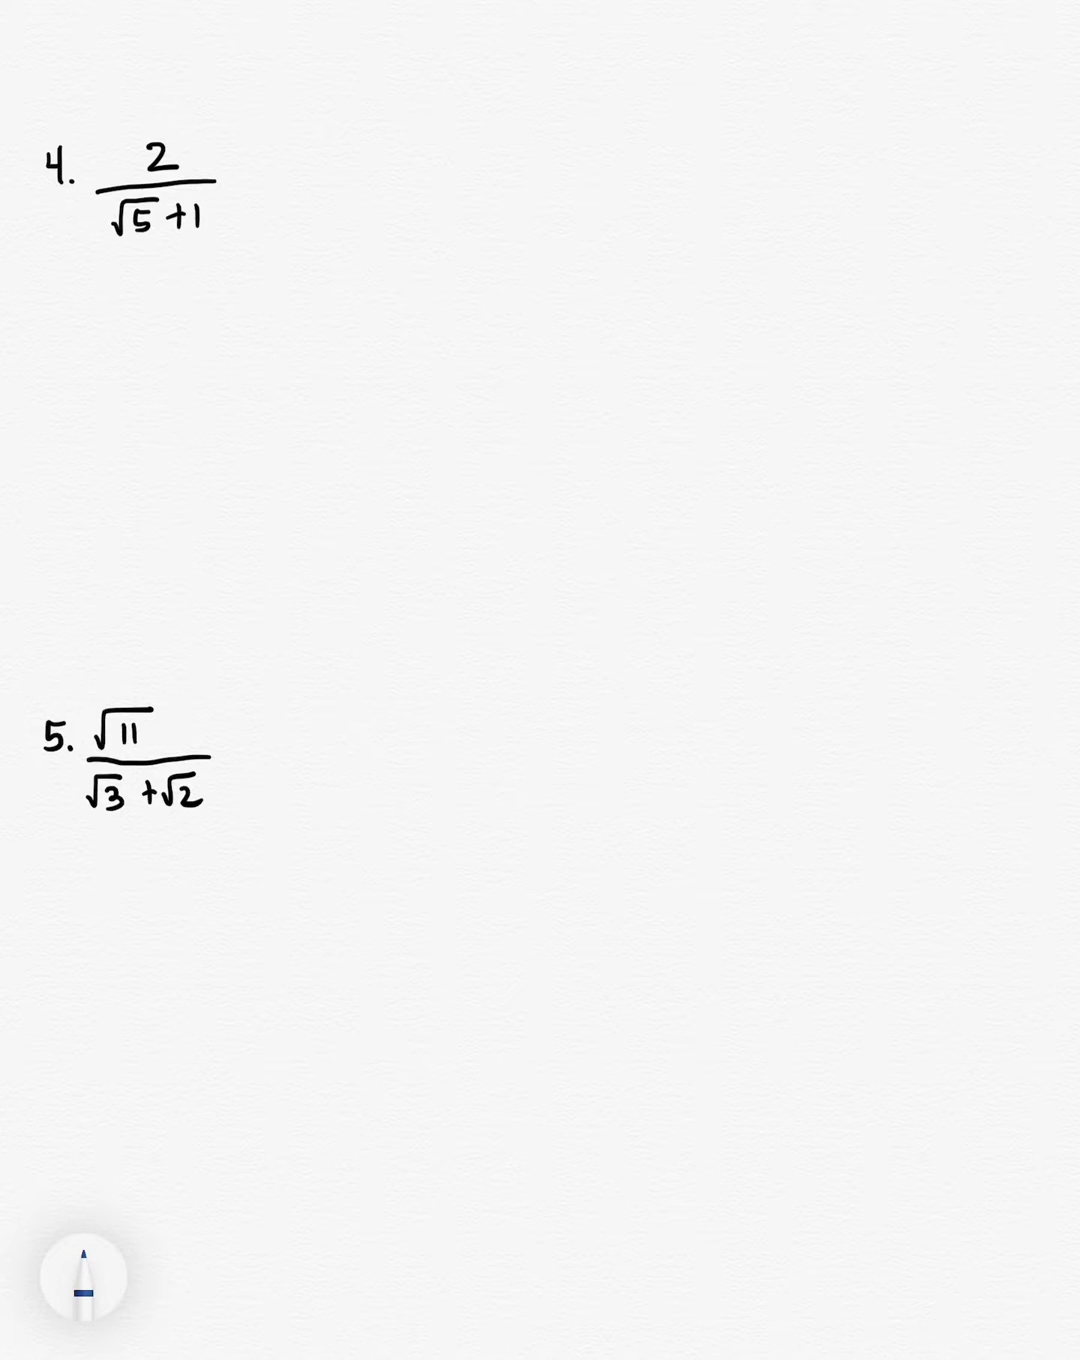 4. 2
√5 +1
5. √11
√3 +√2